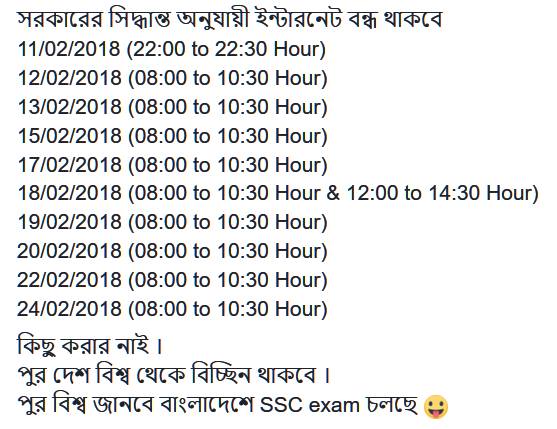 সরকারের সিদ্ধান্ত অনুযায়ী ইন্টারনেট বন্ধ থাকবে
11/02/2018 (22:00 to 22:30 Hour)
12/02/2018 (08:00 to 10:30 Hour)
13/02/2018 (08:00 to 10:30 Hour)
15/02/2018 (08:00 to 10:30 Hour)
17/02/2018 (08:00 to 10:30 Hour)
18/02/2018 (08:00 to 10:30 Hour & 12:00 to 14:30 Hour)
19/02/2018 (08:00 to 10:30 Hour)
20/02/2018 (08:00 to 10:30 Hour)
22/02/2018 (08:00 to 10:30 Hour)
24/02/2018 (08:00 to 10:30 Hour)
কিছুু করার নাই ।
পুর দেশ বিশ্ব থেকে বিচ্ছিন থাকবে ।
পুর বিশ্ব জানবে বাংলাদেশে SSC exam চলছে 😛